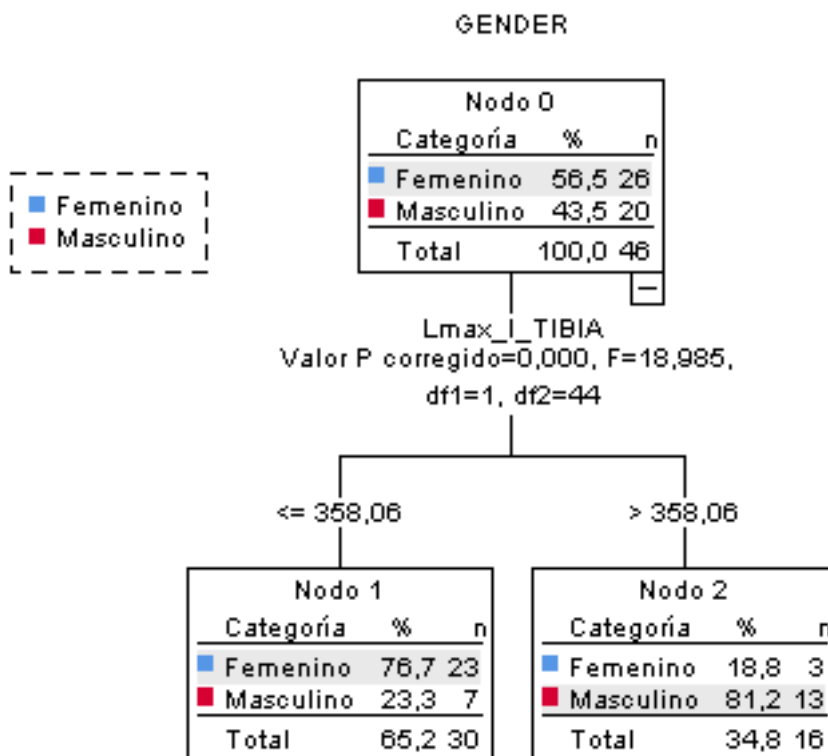 GENDER
Nodo 0
Categoría % n
Femenino 56,5 26
Masculino 43,5 20
Total 100,0 46
Femenino
Masculino
Lmax_i_TIBIA
Valor P corregido=0,000, F=18,985,
df1=1, df2=44
<= 358,06
> 358,06
Nodo 1
Categoría % n
Femenino 76,7 23
Masculino 23,3 7
Total 65,2 30
Nodo 2
Categoría % n
Femenino 18,8 3
Masculino 81,2 13
Total 34,8 16